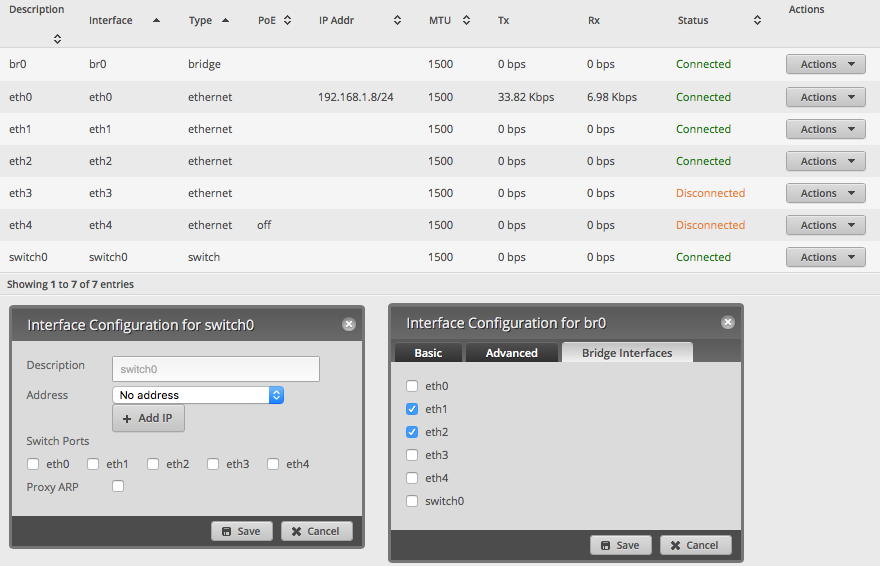 Description Interface Type PoE IP Addr MTU Tx Rx Status Actions
br0 br0 bridge 1500 0 bps 0 bps Connected Actions
eth0 eth0 ethernet 192.168.1.8/24 1500 33.82 Kbps 6.98 Kbps Connected Actions
eth1 eth1 ethernet 1500 0 bps 0 bps Connected Actions
eth2 eth2 ethernet 1500 0 bps 0 bps Connected Actions
eth3 eth3 ethernet 1500 0 bps 0 bps Disconnected Actions
eth4 eth4 ethernet off 1500 0 bps 0 bps Disconnected Actions
switch0 switch0 switch 1500 0 bps 0 bps Connected Actions
Showing 1 to 7 of 7 entries
Interface Configuration for switch0
Description switch0
Address No address
+ Add IP
Switch Ports
eth0 eth1 eth2 eth3 eth4
Proxy ARP
Save Cancel
Interface Configuration for br0
Basic Advanced Bridge Interfaces
eth0
eth1
eth2
eth3
eth4
switch0
Save Cancel